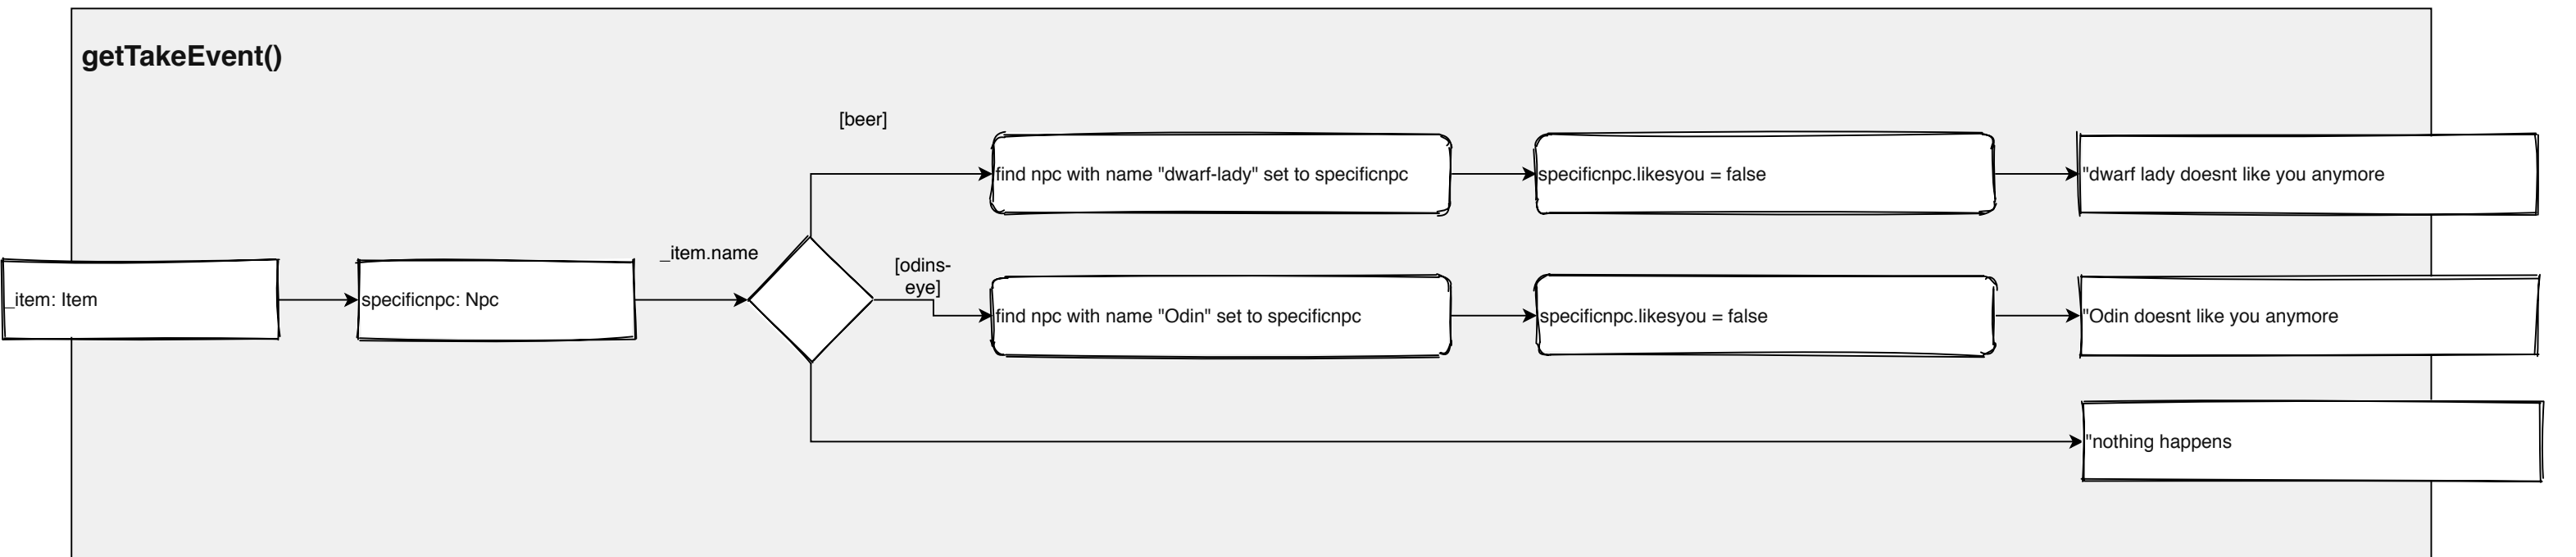 getTakeEvent()
[beer]
find npc with name "dwarf-lady" set to specificnpc
specificnpc.likesyou = false
"dwarf lady doesnt like you anymore
_item: Item
specificnpc: Npc
_item.name
[odins-
eye]
find npc with name "Odin" set to specificnpc
specificnpc.likesyou = false
"Odin doesnt like you anymore
"nothing happens